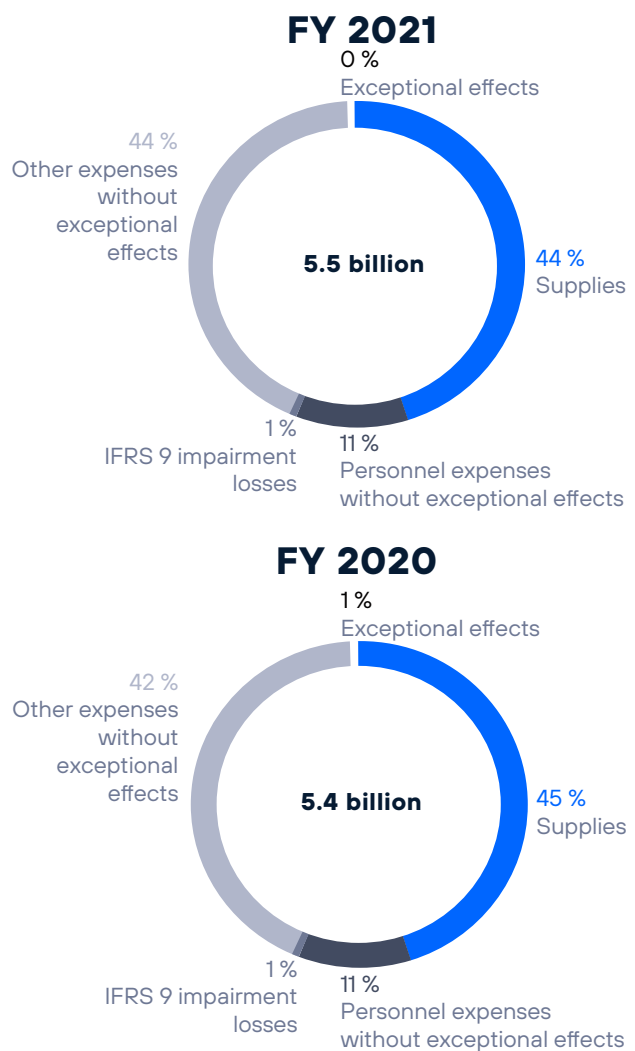 FY 2021
0 %
Exceptional effects
44 %
Other expenses
without
exceptional
effects
5.5 billion
44 %
Supplies
1 %
IFRS 9 impairment
losses
11 %
Personnel expenses
without exceptional effects
FY 2020
1 %
Exceptional effects
42 %
Other expenses
without
exceptional
effects
5.4 billion
45 %
Supplies
1 %
IFRS 9 impairment
losses
11 %
Personnel expenses
without exceptional effects